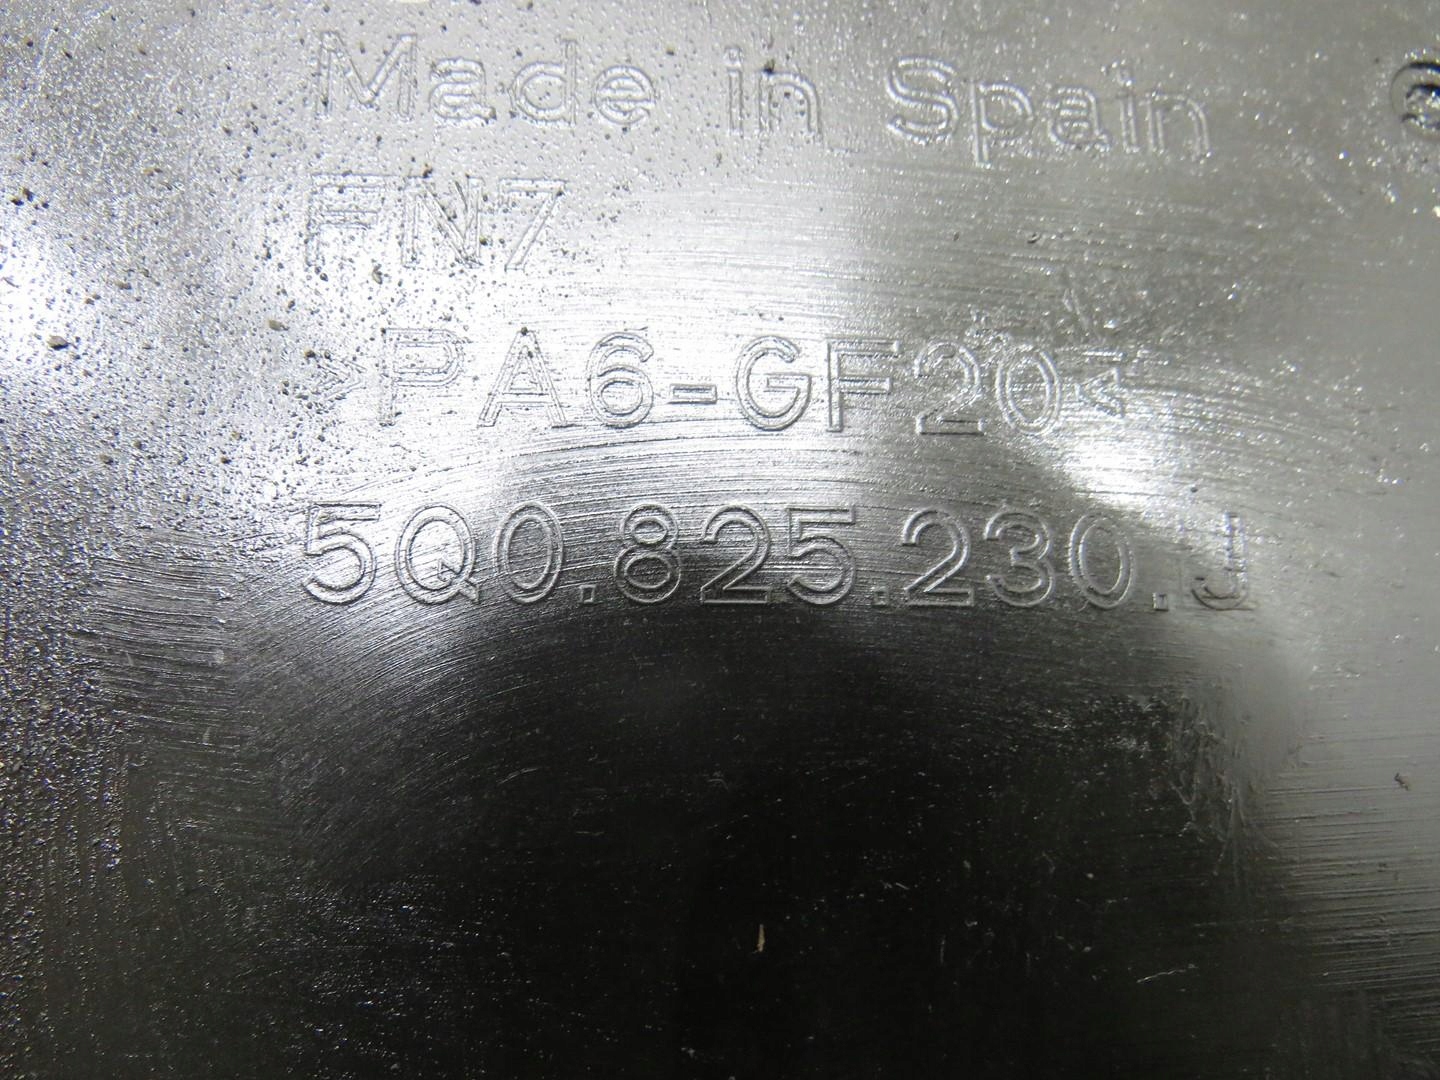 Made in Spain
FN7
>PA6-GF20<
5Q0.825.230.J